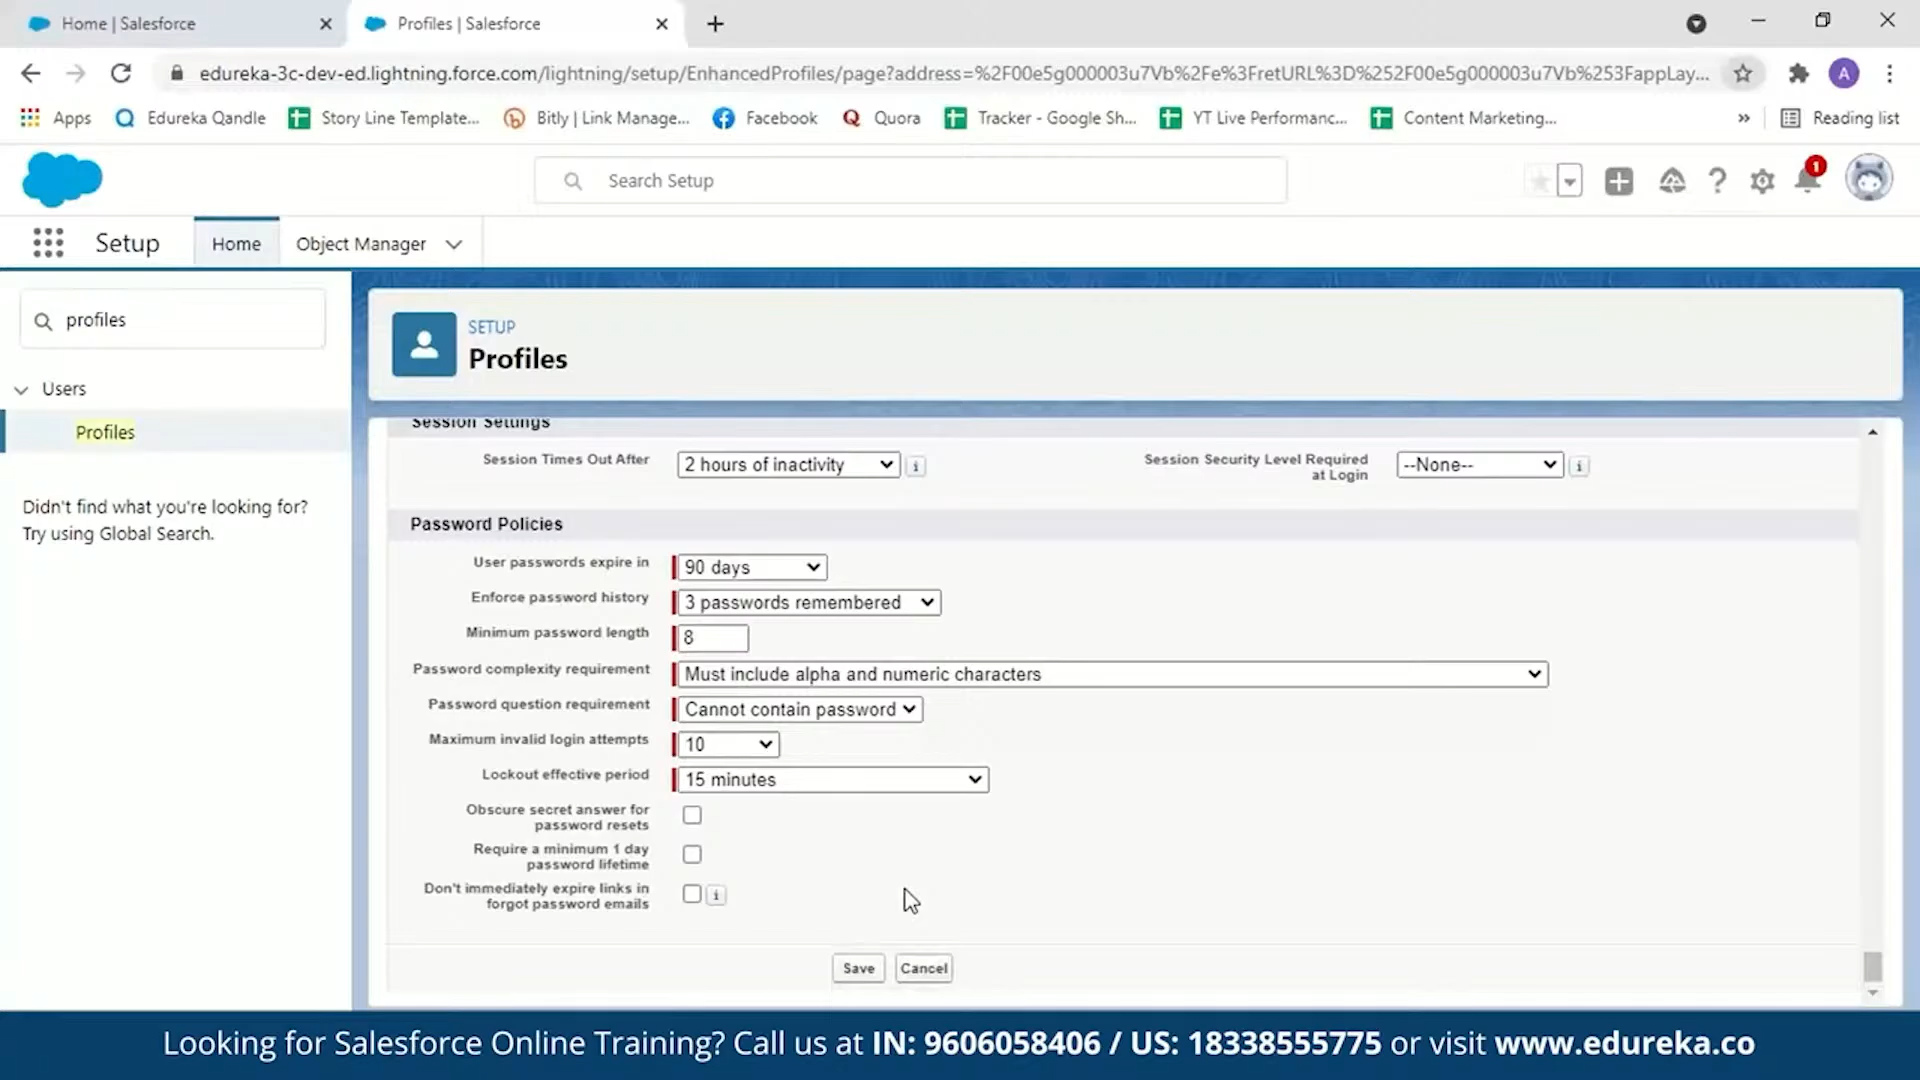 Home | Salesforce
Profiles | Salesforce
edureka-3c-dev-ed.lightning.force.com/lightning/setup/EnhancedProfiles/page?address=%2F00e5g000003u7Vb%2Fe%3FretURL%3D%252F00e5g000003u7Vb%253FappLay...
A
Apps
Edureka Qandle
Story Line Template...
Bitly | Link Manage...
Facebook
Quora
Tracker - Google Sh...
YT Live Performanc...
Content Marketing...
»
Reading list
Search Setup
1
Setup
Home
Object Manager
profiles
Users
Profiles
Didn't find what you're looking for?
Try using Global Search.
SETUP
Profiles
Session Settings
Session Times Out After
2 hours of inactivity
Session Security Level Required
at Login
--None--
Password Policies
User passwords expire in
90 days
Enforce password history
3 passwords remembered
Minimum password length
8
Password complexity requirement
Must include alpha and numeric characters
Password question requirement
Cannot contain password
Maximum invalid login attempts
10
Lockout effective period
15 minutes
Obscure secret answer for
password resets
Require a minimum 1 day
password lifetime
Don't immediately expire links in
forgot password emails
Save
Cancel
Looking for Salesforce Online Training? Call us at IN: 9606058406 / US: 18338555775 or visit www.edureka.co